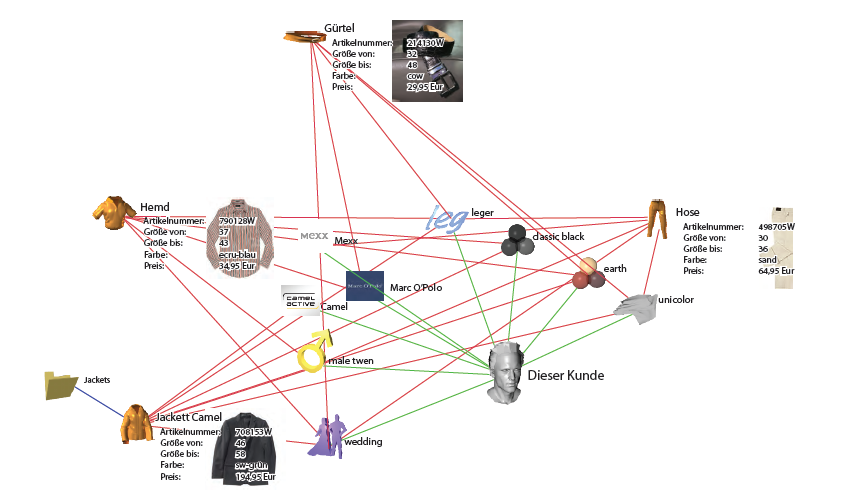 Gürtel
Artikelnummer: 214130W
Größe von: 32
Größe bis: 48
Farbe: cow
Preis: 29,95 Eur
Hemd
Artikelnummer: 790128W
Größe von: 37
Größe bis: 43
Farbe: ecru-blau
Preis: 34,95 Eur
leg
leger
Hose
Artikelnummer: 498705W
Größe von: 30
Größe bis: 36
Farbe: sand
Preis: 64,95 Eur
mexx
Mexx
classic black
earth
Marc O'Polo
Marc O'Polo
unicolor
camel
active
Camel
male twen
Dieser Kunde
Jackets
Jackett Camel
Artikelnummer: 708153W
Größe von: 46
Größe bis: 58
Farbe: sw-grün
Preis: 194,95 Eur
wedding